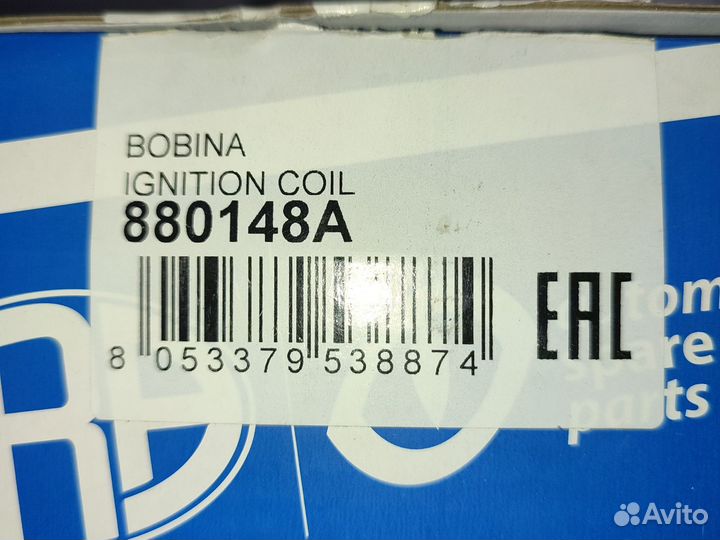 BOBINA
IGNITION COIL
880148A
8 053379 538874
EAC
spare
parts
Avito